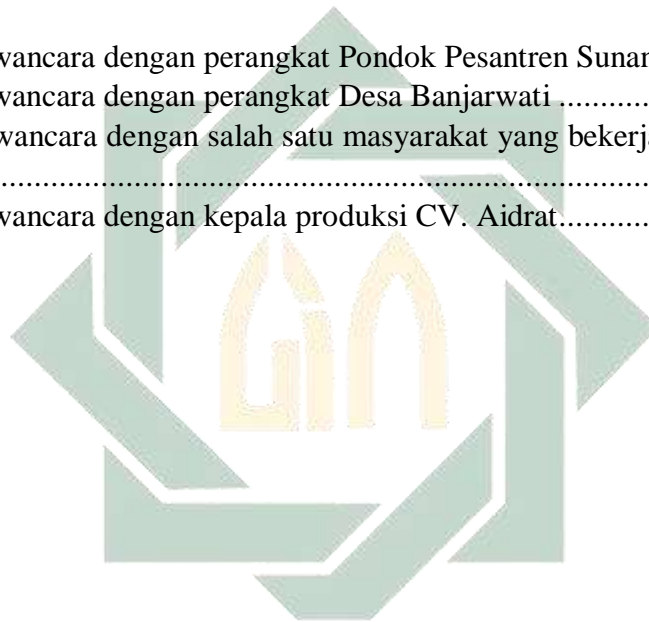 wancara dengan perangkat Pondok Pesantren Sunan
wancara dengan perangkat Desa Banjarwati ............
wancara dengan salah satu masyarakat yang bekerja
................................................................................
wancara dengan kepala produksi CV. Aidrat............